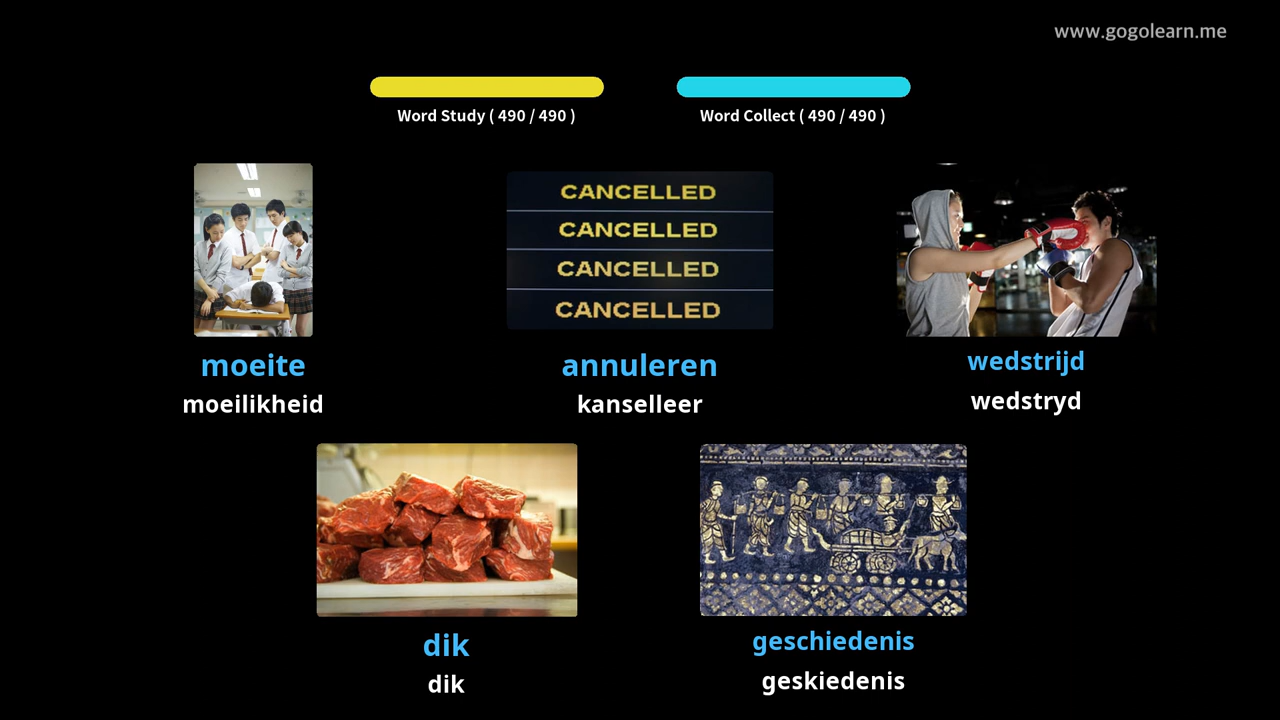 www.gogolearn.me
Word Study ( 490 / 490 )
Word Collect ( 490 / 490 )
CANCELLED
CANCELLED
CANCELLED
CANCELLED
moeite
moeilikheid
annuleren
kanselleer
wedstrijd
wedstryd
dik
dik
geschiedenis
geskiedenis